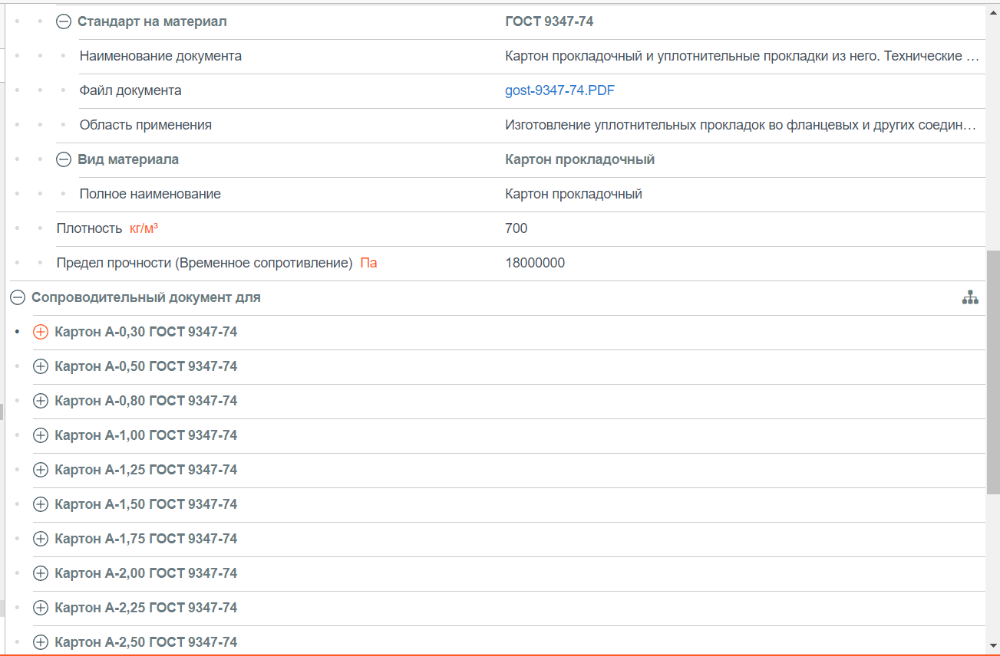 Стандарт на материал ГОСТ 9347-74
Наименование документа Картон прокладочный и уплотнительные прокладки из него. Технические …
Файл документа gost-9347-74.PDF
Область применения Изготовление уплотнительных прокладок во фланцевых и других соедин…
Вид материала Картон прокладочный
Полное наименование Картон прокладочный
Плотность кг/м³ 700
Предел прочности (Временное сопротивление) Па 18000000
Сопроводительный документ для
Картон А-0,30 ГОСТ 9347-74
Картон А-0,50 ГОСТ 9347-74
Картон А-0,80 ГОСТ 9347-74
Картон А-1,00 ГОСТ 9347-74
Картон А-1,25 ГОСТ 9347-74
Картон А-1,50 ГОСТ 9347-74
Картон А-1,75 ГОСТ 9347-74
Картон А-2,00 ГОСТ 9347-74
Картон А-2,25 ГОСТ 9347-74
Картон А-2,50 ГОСТ 9347-74